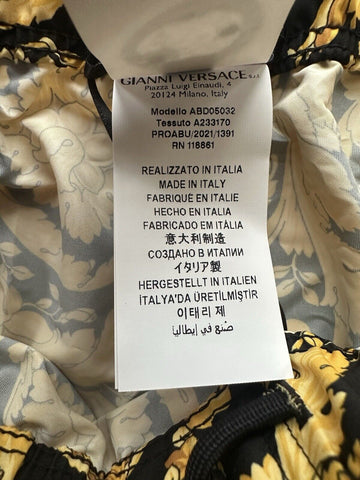 GIANNI VERSACE S.r.l.
Piazza Luigi Einaudi, 4
20124 Milano, Italy
Modello ABD05032
Tessuto A233170
PROABU/2021/1391
RN 118861
REALIZZATO IN ITALIA
MADE IN ITALY
FABRIQUÉ EN ITALIE
HECHO EN ITALIA
FABRICADO EM ITÁLIA
意大利制造
СОЗДАНО В ИТАЛИИ
イタリア製
HERGESTELLT IN ITALIEN
İTALYA'DA ÜRETİLMİŞTİR
이태리 제
صُنع في إيطاليا